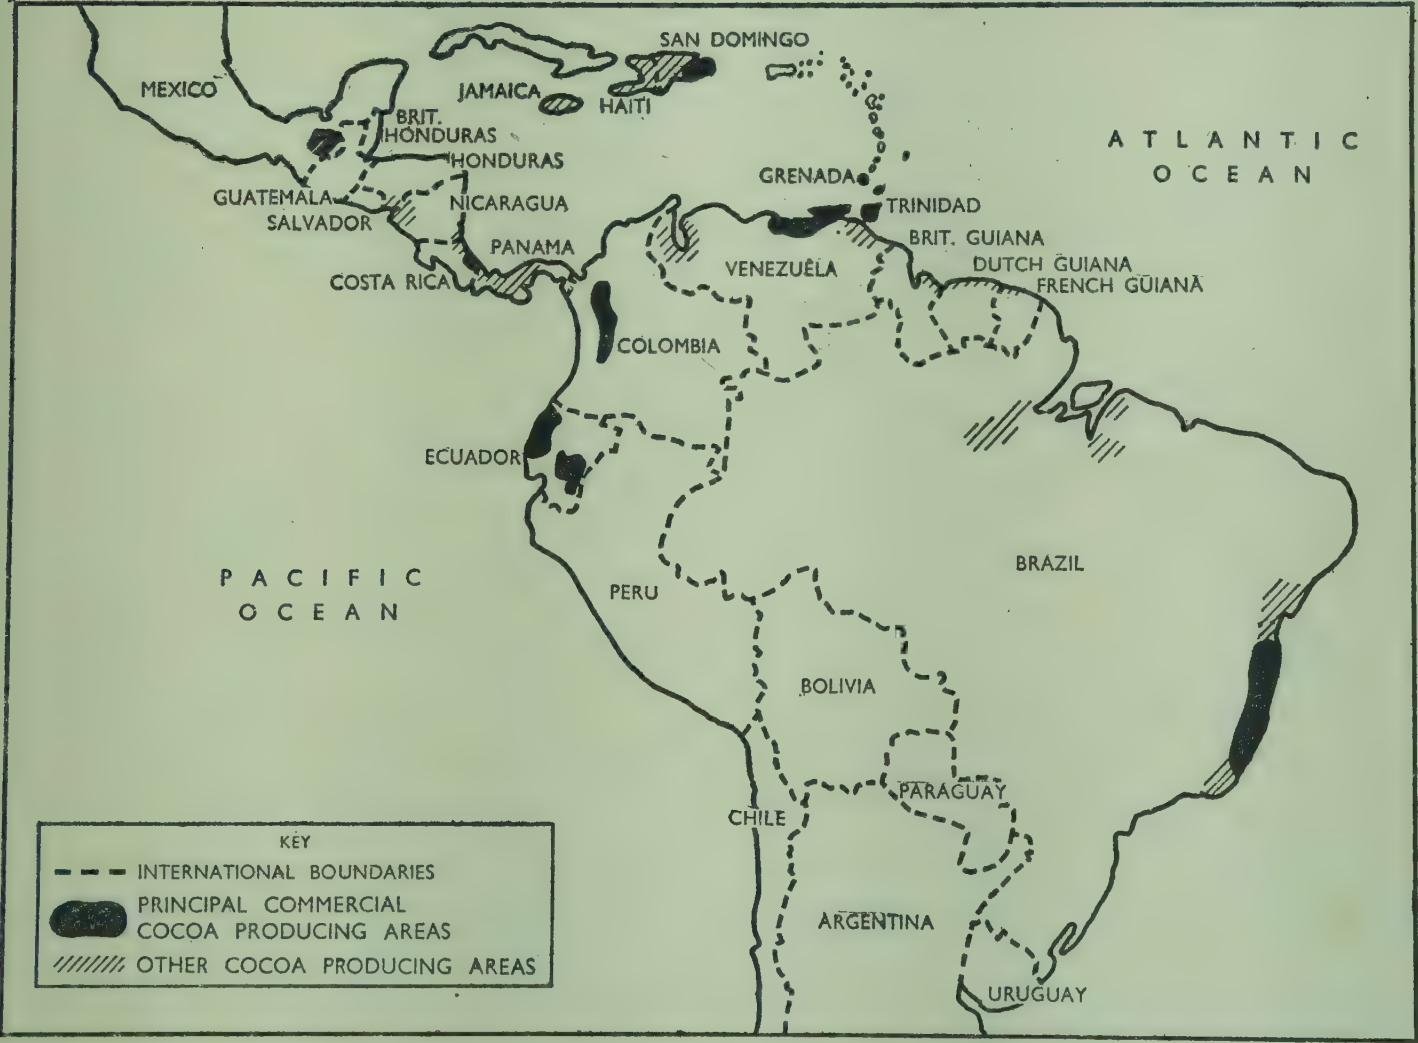 SAN DOMINGO
MEXICO
JAMAICA
HAITI
BRIT.
HONDURAS
HONDURAS
ATLANTIC
OCEAN
GRENADA
GUATEMALA
NICARAGUA
SALVADOR
TRINIDAD
PANAMA
BRIT. GUIANA
VENEZUELA
DUTCH GUIANA
COSTA RICA
FRENCH GUIANA
COLOMBIA
ECUADOR
BRAZIL
PACIFIC
OCEAN
PERU
BOLIVIA
PARAGUAY
CHILE
ARGENTINA
URUGUAY
KEY
INTERNATIONAL BOUNDARIES
PRINCIPAL COMMERCIAL
COCOA PRODUCING AREAS
OTHER COCOA PRODUCING AREAS